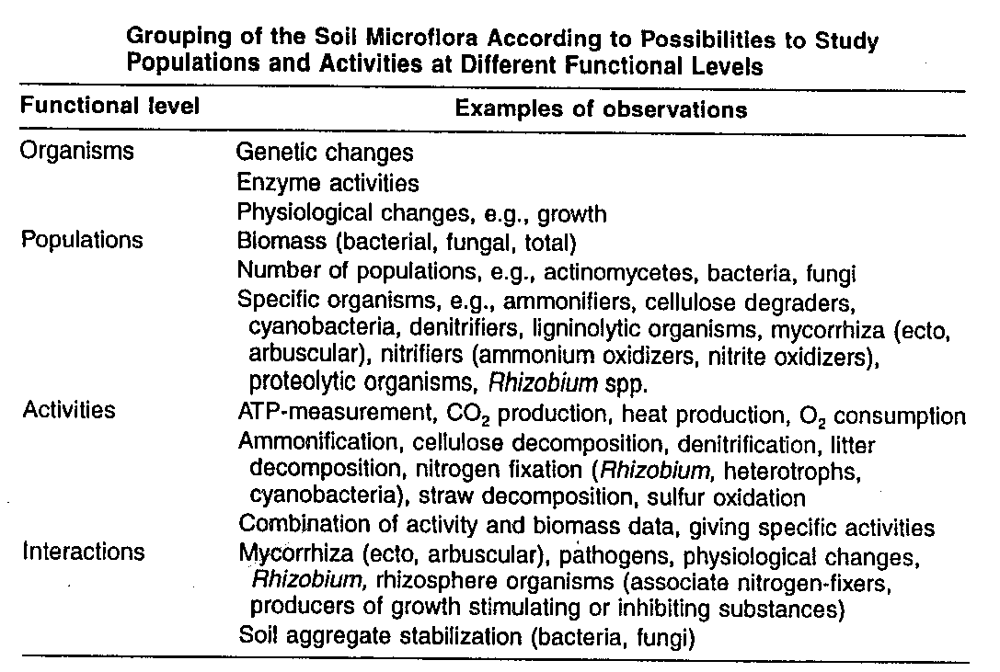 Grouping of the Soil Microflora According to Possibilities to Study
Populations and Activities at Different Functional Levels
Functional level Examples of observations
Organisms Genetic changes
Enzyme activities
Physiological changes, e.g., growth
Populations Biomass (bacterial, fungal, total)
Number of populations, e.g., actinomycetes, bacteria, fungi
Specific organisms, e.g., ammonifiers, cellulose degraders,
cyanobacteria, denitrifiers, ligninolytic organisms, mycorrhiza (ecto,
arbuscular), nitrifiers (ammonium oxidizers, nitrite oxidizers),
proteolytic organisms, Rhizobium spp.
Activities ATP-measurement, CO₂ production, heat production, O₂ consumption
Ammonification, cellulose decomposition, denitrification, litter
decomposition, nitrogen fixation (Rhizobium, heterotrophs,
cyanobacteria), straw decomposition, sulfur oxidation
Combination of activity and biomass data, giving specific activities
Interactions Mycorrhiza (ecto, arbuscular), pathogens, physiological changes,
Rhizobium, rhizosphere organisms (associate nitrogen-fixers,
producers of growth stimulating or inhibiting substances)
Soil aggregate stabilization (bacteria, fungi)